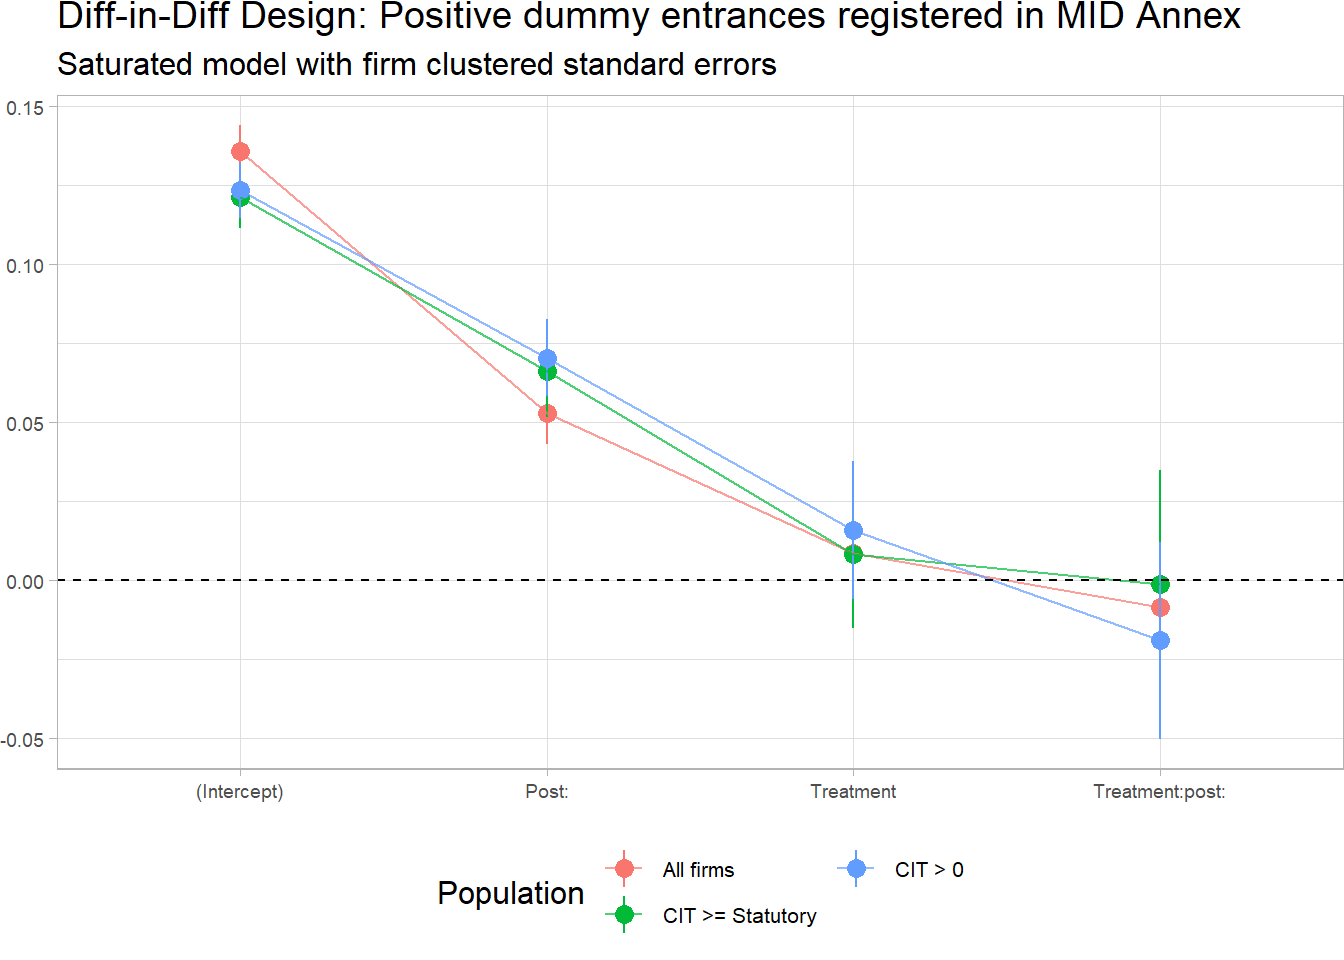 Diff-in-Diff Design: Positive dummy entrances registered in MID Annex
Saturated model with firm clustered standard errors
0.15
0.10
0.05
0.00
-0.05
(Intercept)
Post:
Treatment
Treatment:post:
Population
All firms
CIT > 0
CIT >= Statutory